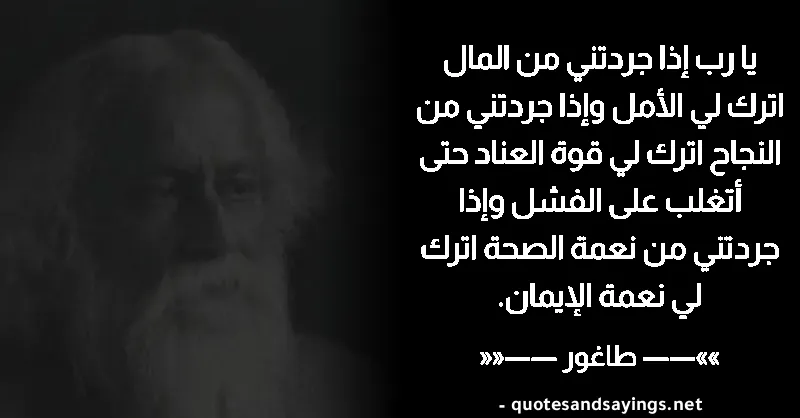 يا رب إذا جردتني من المال
اترك لي الأمل وإذا جردتني من
النجاح اترك لي قوة العناد حتى
أتغلب على الفشل وإذا
جردتني من نعمة الصحة اترك
لي نعمة الإيمان.
»»—— طاغور ——««
- quotesandsayings.net